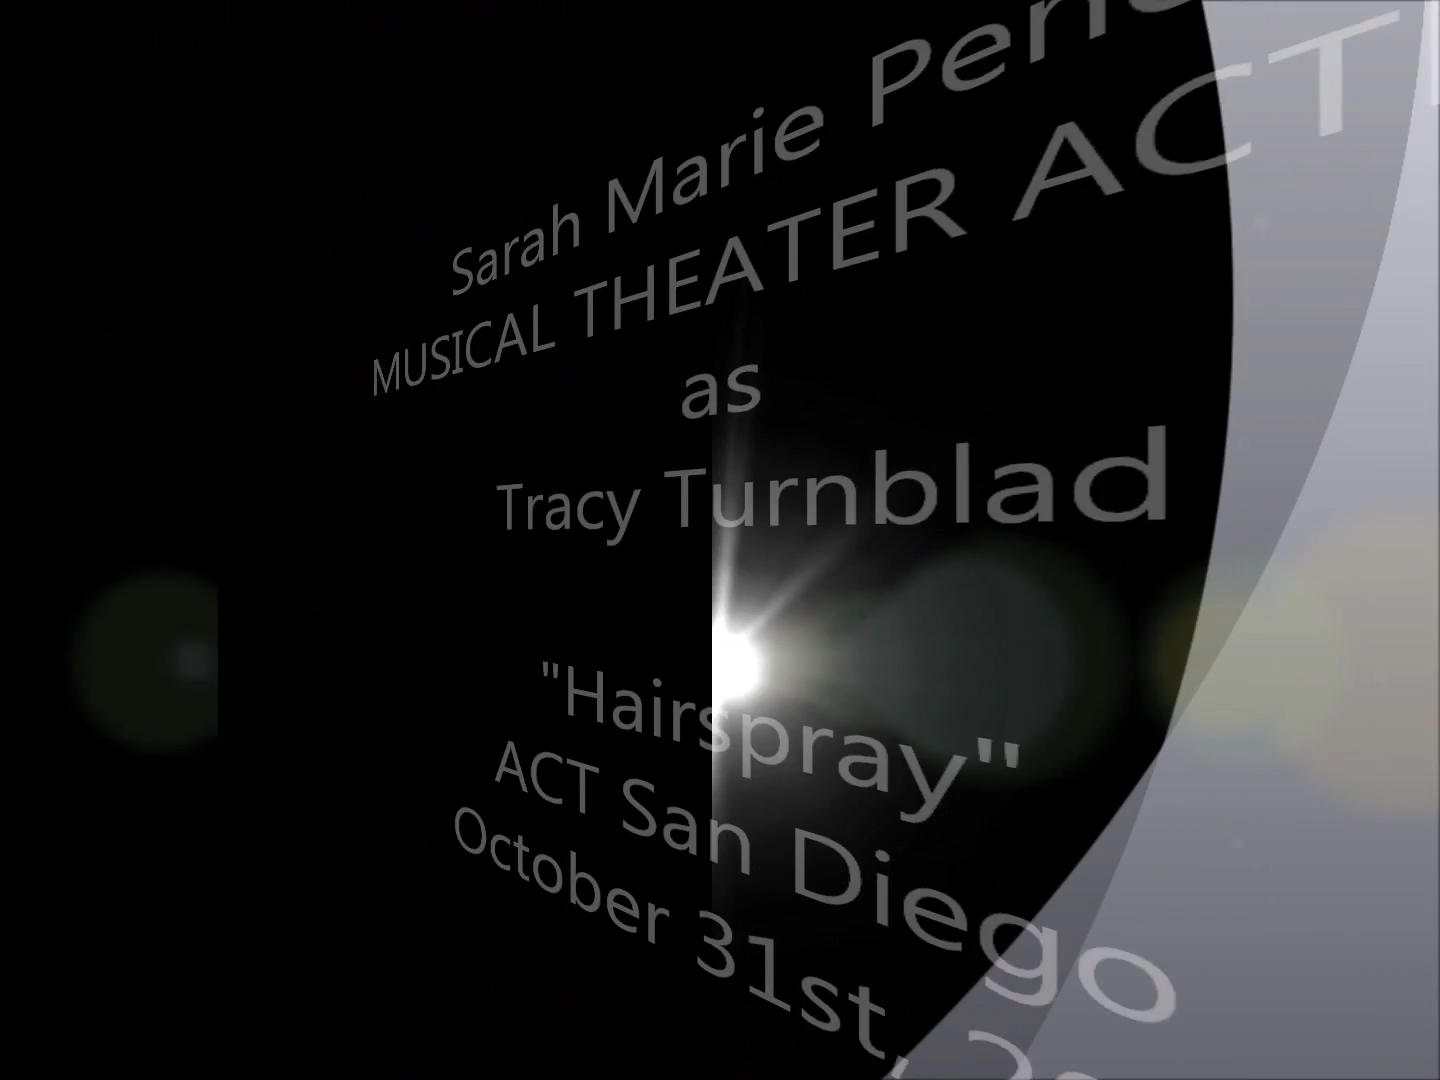 Sarah Marie
MUSICAL THEATER
as
Tracy Turnblad
"Hairspray"
ACT San Diego
October 31st,